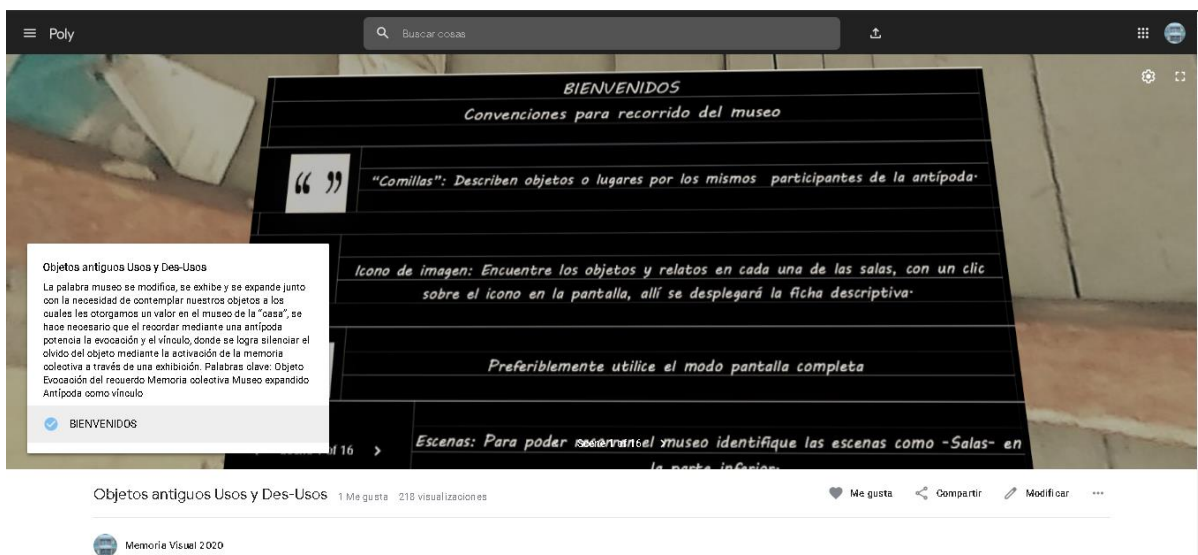 Poly
Buscar cosas
BIENVENIDOS
Convenciones para recorrido del museo
“ ”
“Comillas”: Describen objetos o lugares por los mismos participantes de la antípoda.
Icono de imagen: Encuentre los objetos y relatos en cada una de las salas, con un clic
sobre el icono en la pantalla, allí se desplegará la ficha descriptiva.
Preferiblemente utilice el modo pantalla completa
Escenas: Para poder el museo identifique las escenas como -Salas- en
la parte inferior.
Scene 1 of 16
of 16
Objetos antiguos Usos y Des-Usos
La palabra museo se modifica, se exhibe y se expande junto
con la necesidad de contemplar nuestros objetos a los
cuales les otorgamos un valor en el museo de la “casa”, se
hace necesario que el recordar mediante una antípoda
potencia la evocación y el vínculo, donde se logra silenciar el
olvido del objeto mediante la activación de la memoria
colectiva a través de una exhibición. Palabras clave: Objeto
Evocación del recuerdo Memoria colectiva Museo expandido
Antípoda como vínculo
BIENVENIDOS
Objetos antiguos Usos y Des-Usos 1 Me gusta 218 visualizaciones
Me gusta Compartir Modificar
Memoria Visual 2020